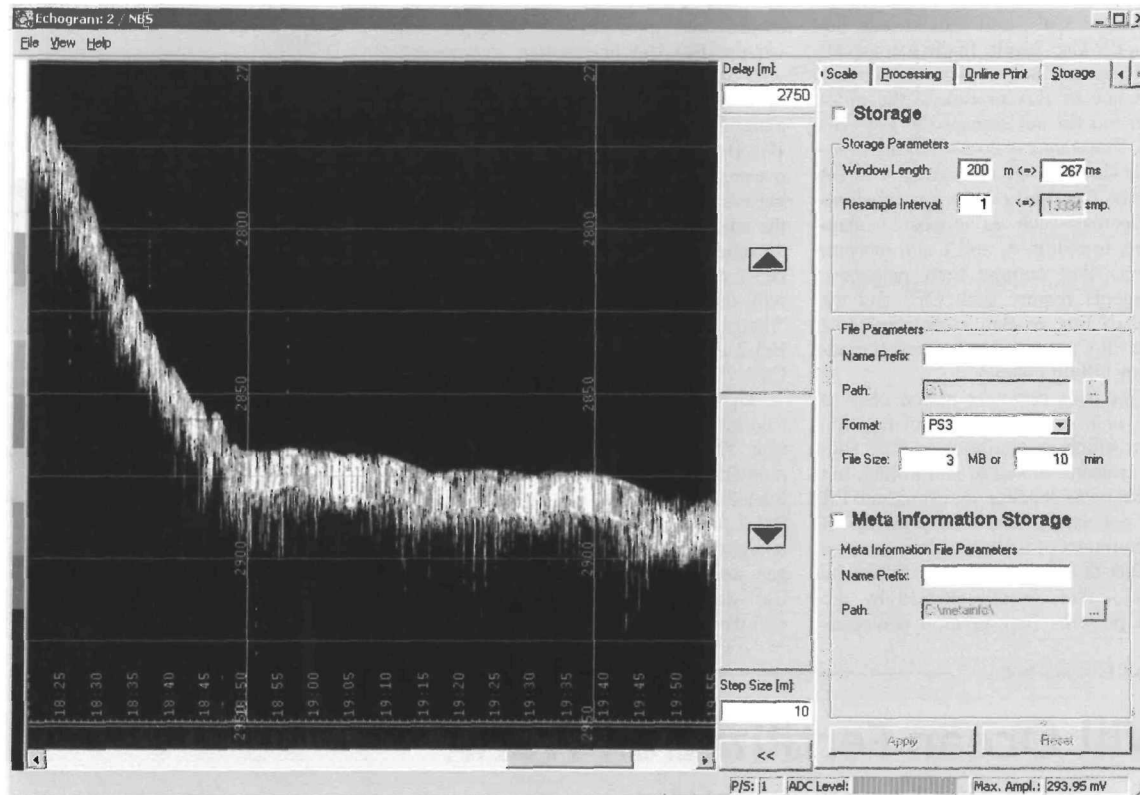 Echogram: 2 / NBS
File View Help
Delay [m]:
2750
Scale Processing Online Print Storage
Storage
Storage Parameters
Window Length: 200 m <=> 267 ms
Resample Interval: 1 <=> 13334 smp.
File Parameters
Name Prefix:
Path: C:\ ...
Format: PS3
File Size: 3 MB or 10 min
Meta Information Storage
Meta Information File Parameters
Name Prefix:
Path: C:\metainfo\ ...
Step Size [m]:
10
<<
Apply Reset
2800 2800
2850 2850
2900 2900
2950 2950
18:25 18:30 18:35 18:40 18:45 18:50 18:55 19:00 19:05 19:10 19:15 19:20 19:25 19:30 19:35 19:40 19:45 19:50 19:55
P/S: 1 ADC Level: Max. Ampl.: 293.95 mV